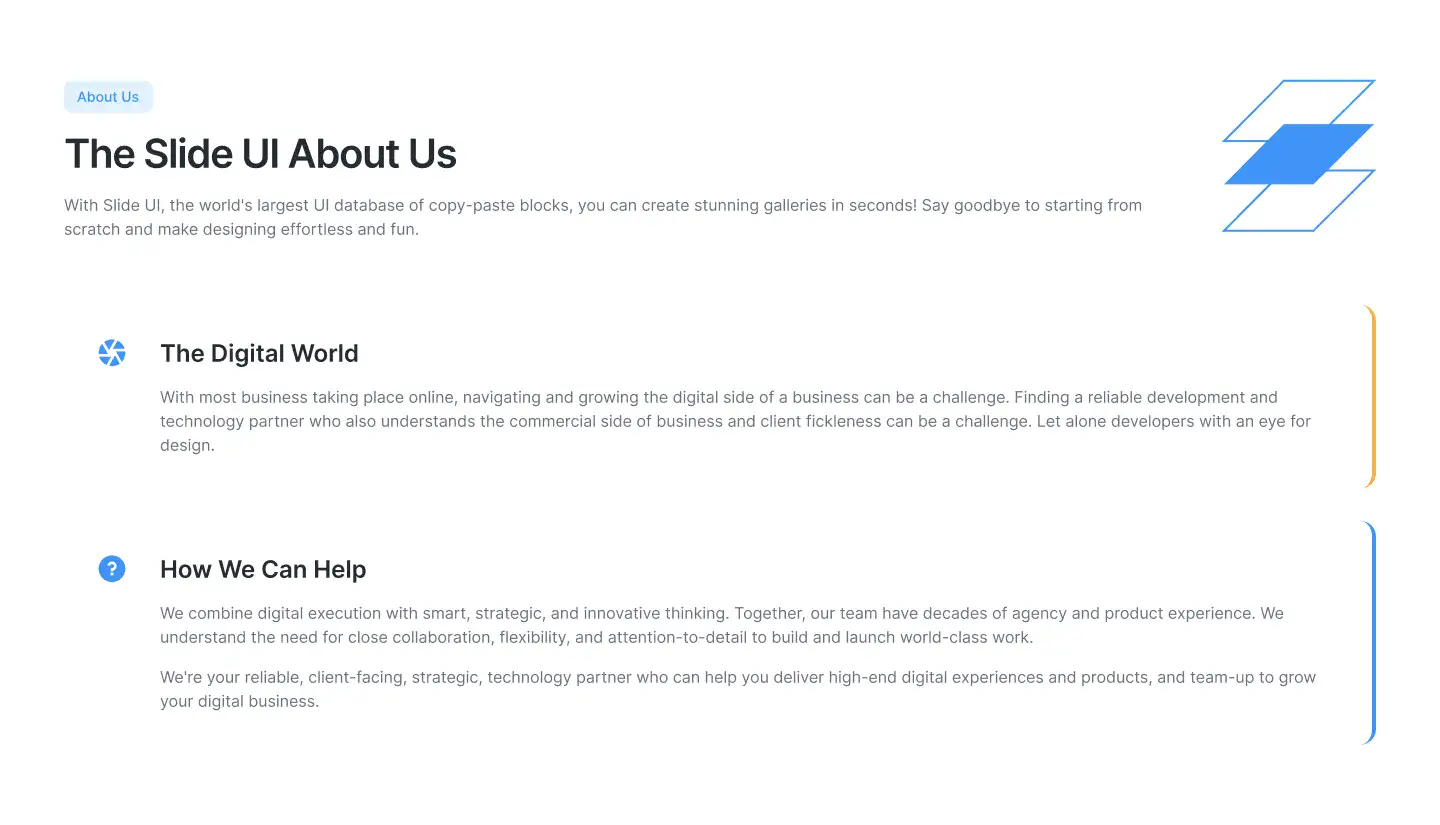 About Us
The Slide UI About Us
With Slide UI, the world's largest UI database of copy-paste blocks, you can create stunning galleries in seconds! Say goodbye to starting from
scratch and make designing effortless and fun.
The Digital World
With most business taking place online, navigating and growing the digital side of a business can be a challenge. Finding a reliable development and
technology partner who also understands the commercial side of business and client fickleness can be a challenge. Let alone developers with an eye for
design.
?
How We Can Help
We combine digital execution with smart, strategic, and innovative thinking. Together, our team have decades of agency and product experience. We
understand the need for close collaboration, flexibility, and attention-to-detail to build and launch world-class work.
We're your reliable, client-facing, strategic, technology partner who can help you deliver high-end digital experiences and products, and team-up to grow
your digital business.